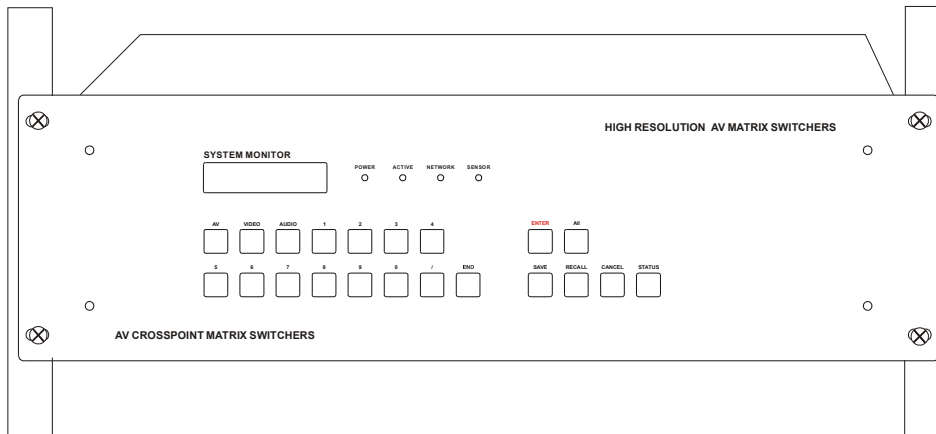 HIGH RESOLUTION AV MATRIX SWITCHERS
SYSTEM MONITOR
POWER ACTIVE NETWORK SENSOR
AV VIDEO AUDIO 1 2 3 4 ENTER All
5 6 7 8 9 0 / END SAVE RECALL CANCEL STATUS
AV CROSSPOINT MATRIX SWITCHERS